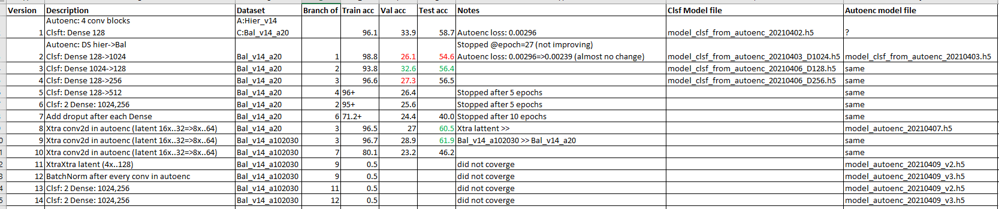 Version Description Dataset Branch of Train acc Val acc Test acc Notes Clsf Model file Autoenc model file
Autoenc: 4 conv blocks A:Hier_v14
1 Clsft: Dense 128 C:Bal_v14_a20 96.1 33.9 58.7 Autoenc loss: 0.00296 model_clsf_from_autoenc_20210402.h5 ?
Autoenc: DS hier->Bal Stopped @epoch=27 (not improving)
2 Clsf: Dense 128->1024 Bal_v14_a20 1 98.8 26.1 54.6 Autoenc loss: 0.00296=>0.00239 (almost no change) model_clsf_from_autoenc_20210403_D1024.h5 model_clsf_from_autoenc_20210403.h5
3 Clsf: Dense 1024->128 Bal_v14_a20 2 93.8 32.6 56.4 model_clsf_from_autoenc_20210406_D128.h5 same
4 Clsf: Dense 128->256 Bal_v14_a20 3 96.6 27.3 56.5 model_clsf_from_autoenc_20210406_D256.h5 same
5 Clsf: Dense 128->512 Bal_v14_a20 4 96+ 26.4 Stopped after 5 epochs same
6 Clsf: 2 Dense: 1024,256 Bal_v14_a20 2 95+ 25.6 Stopped after 5 epochs same
7 Add droput after each Dense Bal_v14_a20 6 71.2+ 24.4 40.0 Stopped after 10 epochs same
8 Xtra conv2d in autoenc (latent 16x..32=>8x..64) Bal_v14_a20 3 96.5 27 60.5 Xtra lattent >> model_autoenc_20210407.h5
9 Xtra conv2d in autoenc (latent 16x..32=>8x..64) Bal_v14_a102030 3 96.7 28.9 61.9 Bal_v14_a102030 >> Bal_v14_a20 same
10 Xtra conv2d in autoenc (latent 16x..32=>8x..64) Bal_v14_a102030 7 80.1 23.2 46.2 same
11 XtraXtra latent (4x..128) Bal_v14_a102030 9 0.5 did not coverge model_autoenc_20210409_v2.h5
12 BatchNorm after every conv in autoenc Bal_v14_a102030 9 0.5 did not coverge model_autoenc_20210409_v3.h5
13 Clsf: 2 Dense: 1024,256 Bal_v14_a102030 11 0.5 did not coverge model_autoenc_20210409_v2.h5
14 Clsf: 2 Dense: 1024,256 Bal_v14_a102030 12 0.5 did not coverge model_autoenc_20210409_v3.h5